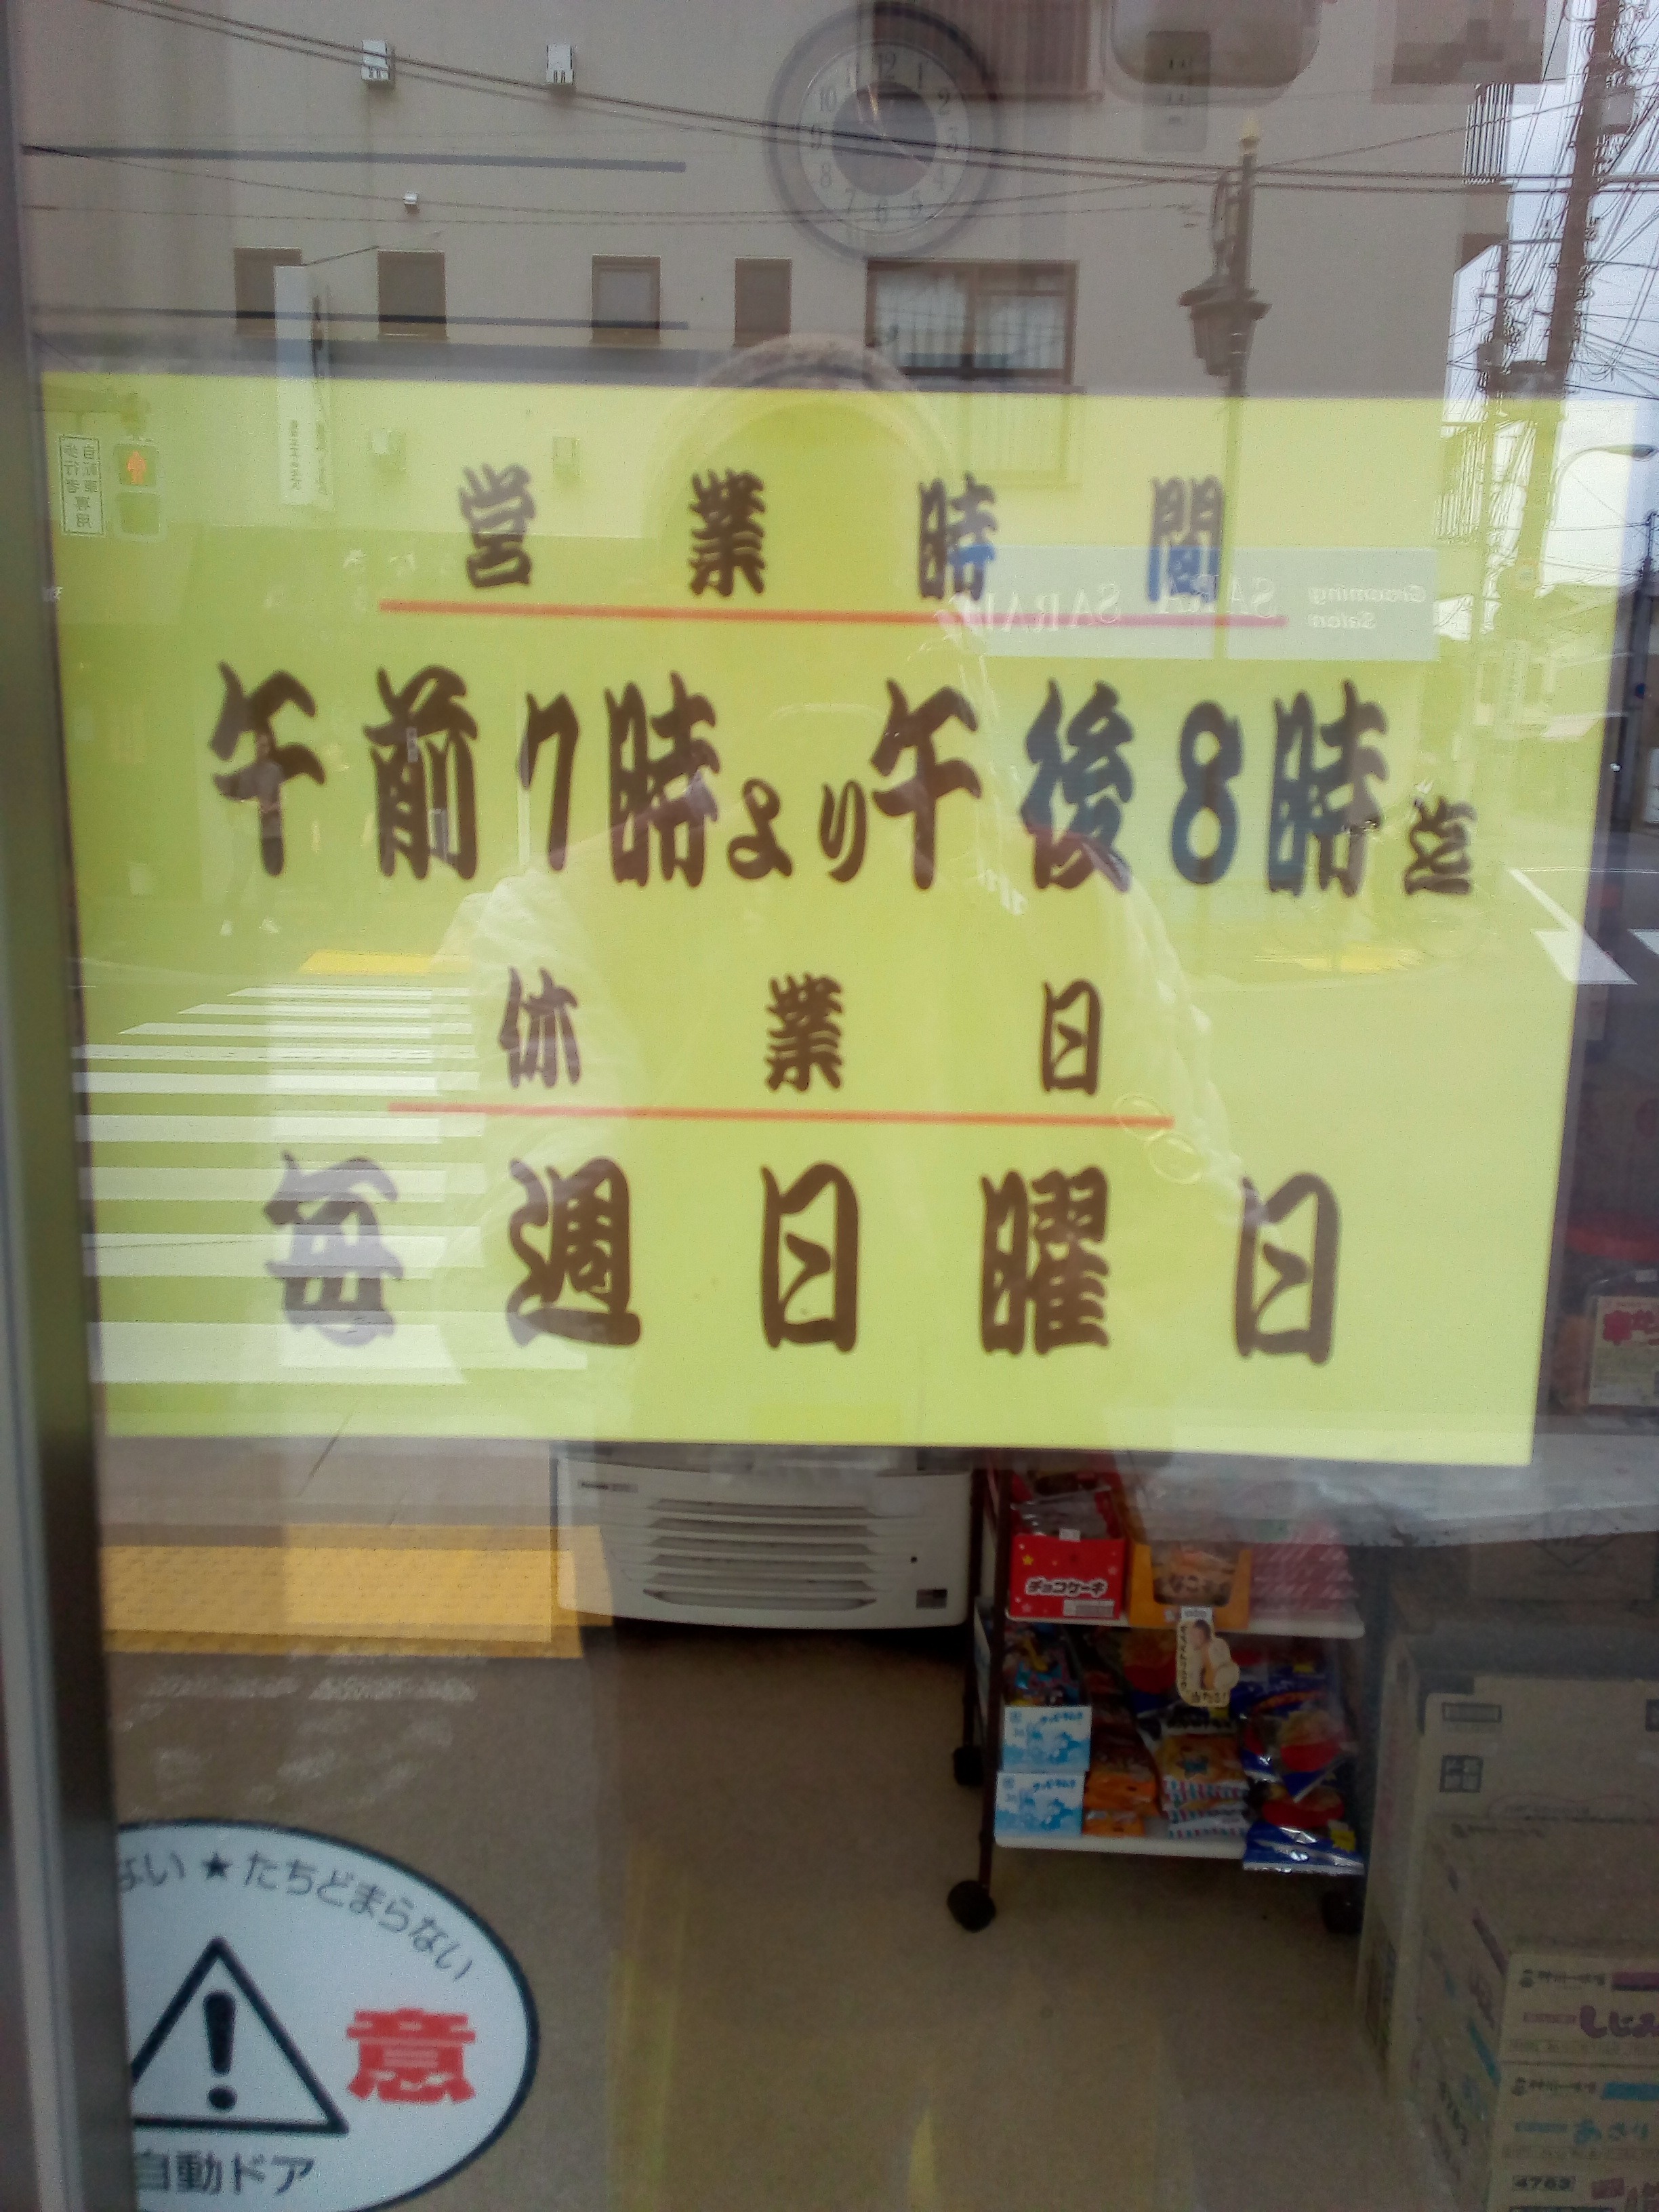 営業時間
午前7時より午後8時迄
休業日
毎週日曜日
チョコケーキ
ない★たちどまらない
意
自動ドア
4763